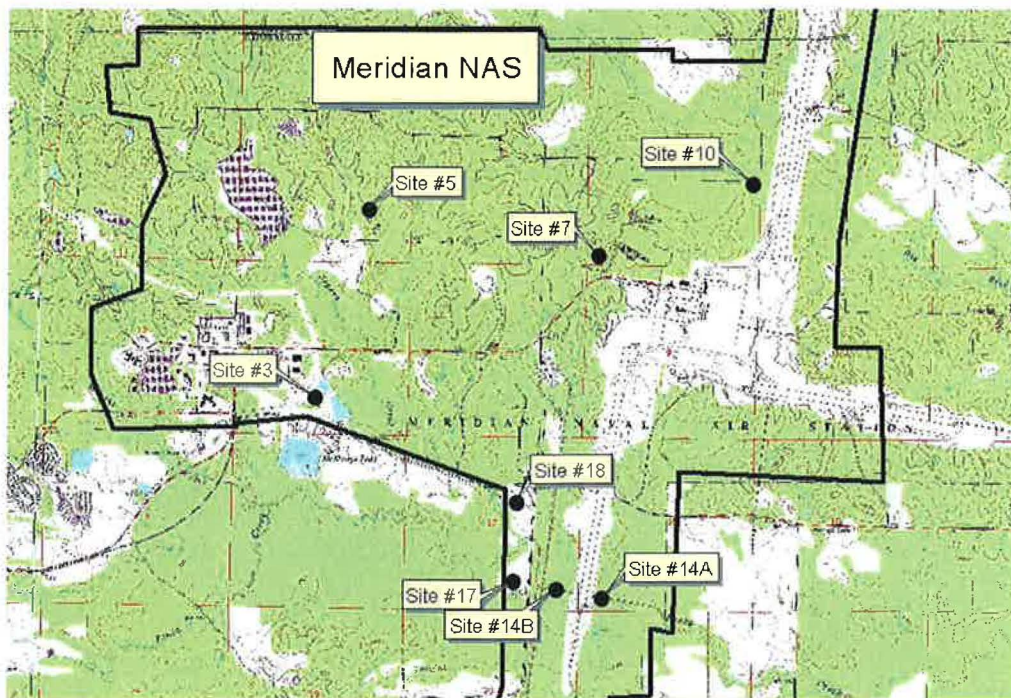 Meridian NAS
Site #10
Site #5
Site #7
Site #3
MERIDIAN NAVAL AIR STATION
Site #18
Site #14A
Site #17
Site #14B